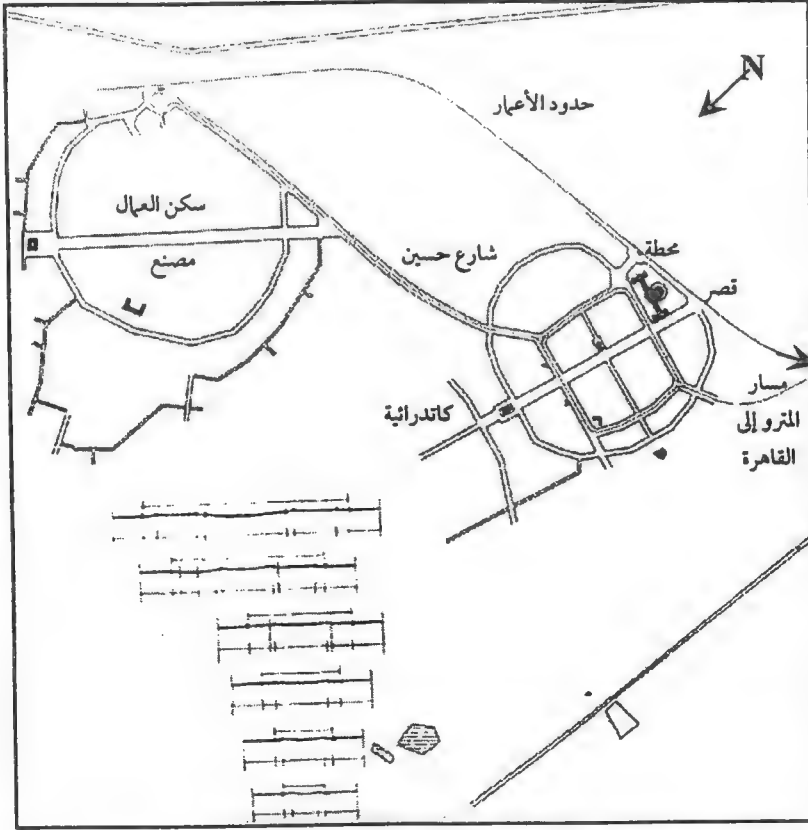 N
حدود الأعمار
سكن العمال
مصنع
شارع حسين
محطة
قصر
كاتدرائية
مسار
المترو إلى
القاهرة